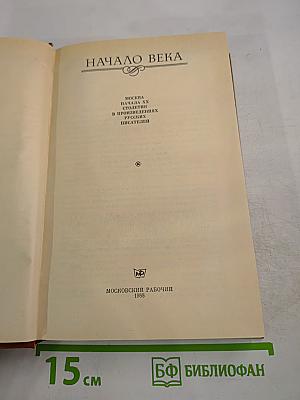 НАЧАЛО ВЕКА
МОСКВА
НАЧАЛА XX
СТОЛЕТИЯ
В ПРОИЗВЕДЕНИЯХ
РУССКИХ
ПИСАТЕЛЕЙ
МОСКОВСКИЙ РАБОЧИЙ
1988
15 см
БФ БИБЛИОФАН